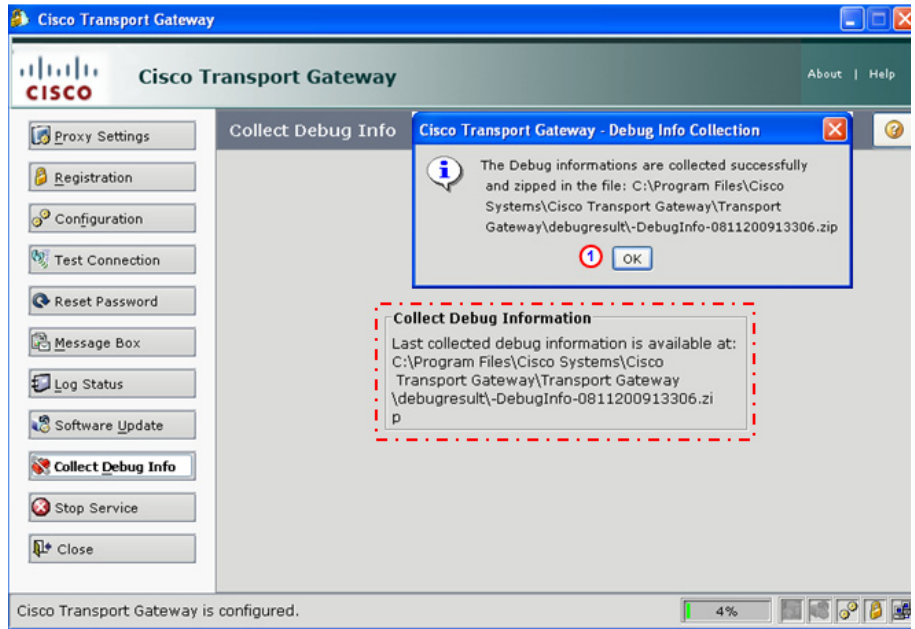 Cisco Transport Gateway
CISCO
Cisco Transport Gateway
About | Help
Proxy Settings
Registration
Configuration
Test Connection
Reset Password
Message Box
Log Status
Software Update
Collect Debug Info
Stop Service
Close
Collect Debug Info
Cisco Transport Gateway - Debug Info Collection
The Debug informations are collected successfully
and zipped in the file: C:\Program Files\Cisco
Systems\Cisco Transport Gateway\Transport
Gateway\debugresult\-DebugInfo-0811200913306.zip
1 OK
Collect Debug Information
Last collected debug information is available at:
C:\Program Files\Cisco Systems\Cisco
Transport Gateway\Transport Gateway
\debugresult\-DebugInfo-0811200913306.zi
p
Cisco Transport Gateway is configured.
4%